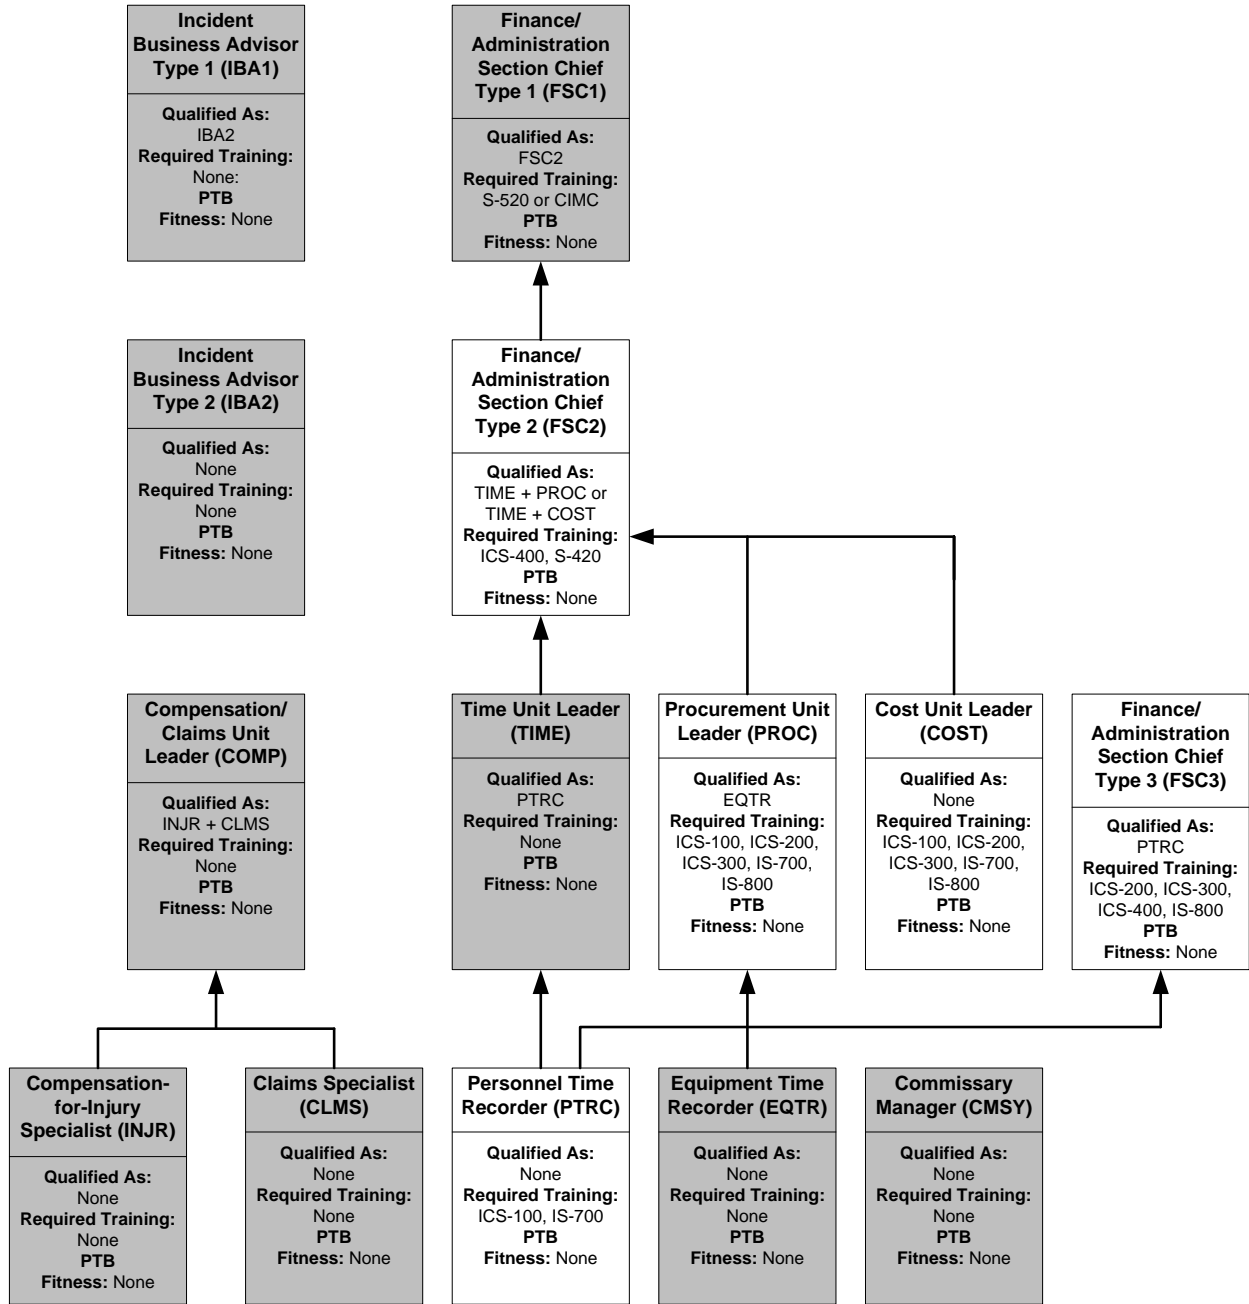 Incident
Business Advisor
Type 1 (IBA1)
Qualified As:
IBA2
Required Training:
None:
PTB
Fitness: None
Finance/
Administration
Section Chief
Type 1 (FSC1)
Qualified As:
FSC2
Required Training:
S-520 or CIMC
PTB
Fitness: None
Incident
Business Advisor
Type 2 (IBA2)
Qualified As:
None
Required Training:
None
PTB
Fitness: None
Finance/
Administration
Section Chief
Type 2 (FSC2)
Qualified As:
TIME + PROC or
TIME + COST
Required Training:
ICS-400, S-420
PTB
Fitness: None
Compensation/
Claims Unit
Leader (COMP)
Qualified As:
INJR + CLMS
Required Training:
None
PTB
Fitness: None
Time Unit Leader
(TIME)
Qualified As:
PTRC
Required Training:
None
PTB
Fitness: None
Procurement Unit
Leader (PROC)
Qualified As:
EQTR
Required Training:
ICS-100, ICS-200,
ICS-300, IS-700,
IS-800
PTB
Fitness: None
Cost Unit Leader
(COST)
Qualified As:
None
Required Training:
ICS-100, ICS-200,
ICS-300, IS-700,
IS-800
PTB
Fitness: None
Finance/
Administration
Section Chief
Type 3 (FSC3)
Qualified As:
PTRC
Required Training:
ICS-200, ICS-300,
ICS-400, IS-800
PTB
Fitness: None
Compensation-
for-Injury
Specialist (INJR)
Qualified As:
None
Required Training:
None
PTB
Fitness: None
Claims Specialist
(CLMS)
Qualified As:
None
Required Training:
None
PTB
Fitness: None
Personnel Time
Recorder (PTRC)
Qualified As:
None
Required Training:
ICS-100, IS-700
PTB
Fitness: None
Equipment Time
Recorder (EQTR)
Qualified As:
None
Required Training:
None
PTB
Fitness: None
Commissary
Manager (CMSY)
Qualified As:
None
Required Training:
None
PTB
Fitness: None